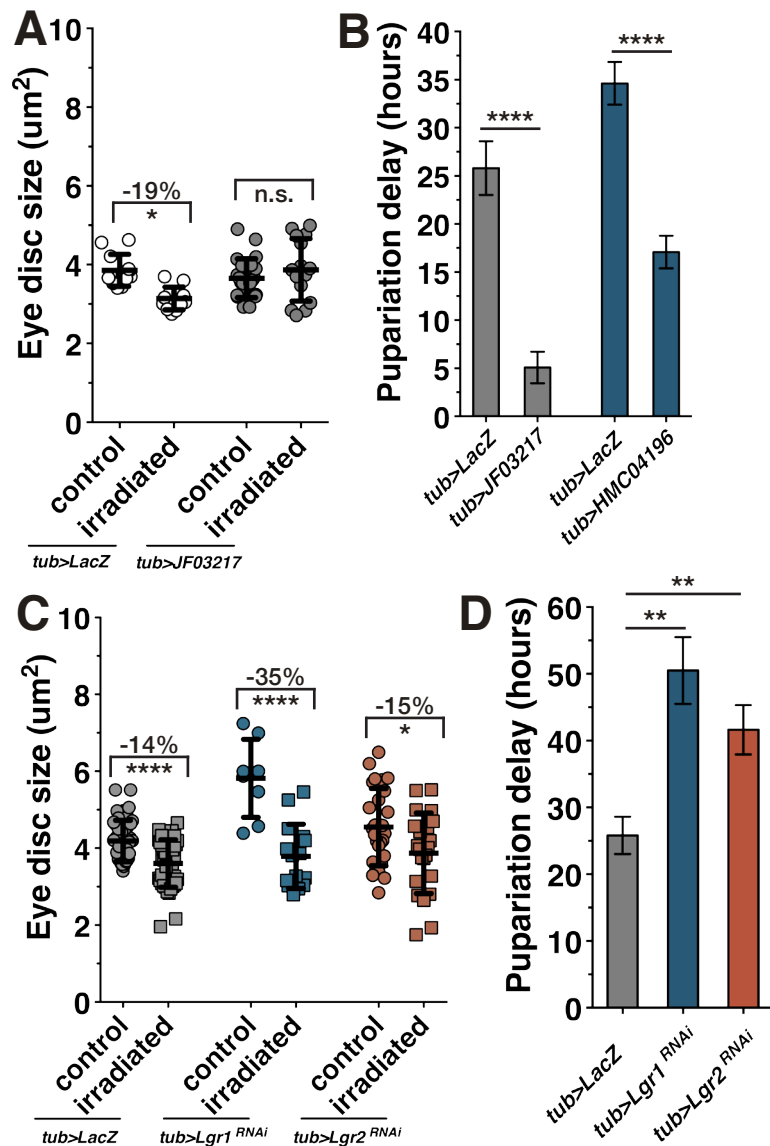 A
Eye disc size (um2)
10
8
6
4
2
0
-19%
*
n.s.
control
irradiated
control
irradiated
tub>LacZ
tub>JF03217
B
Pupariation delay (hours)
40
35
30
25
20
15
10
5
0
****
****
tub>LacZ
tub>JF03217
tub>LacZ
tub>HMC04196
C
Eye disc size (um2)
10
8
6
4
2
0
-14%
****
-35%
****
-15%
*
control
irradiated
control
irradiated
control
irradiated
tub>LacZ
tub>Lgr1 RNAi
tub>Lgr2 RNAi
D
Pupariation delay (hours)
60
50
40
30
20
10
0
**
**
tub>LacZ
tub>Lgr1 RNAi
tub>Lgr2 RNAi